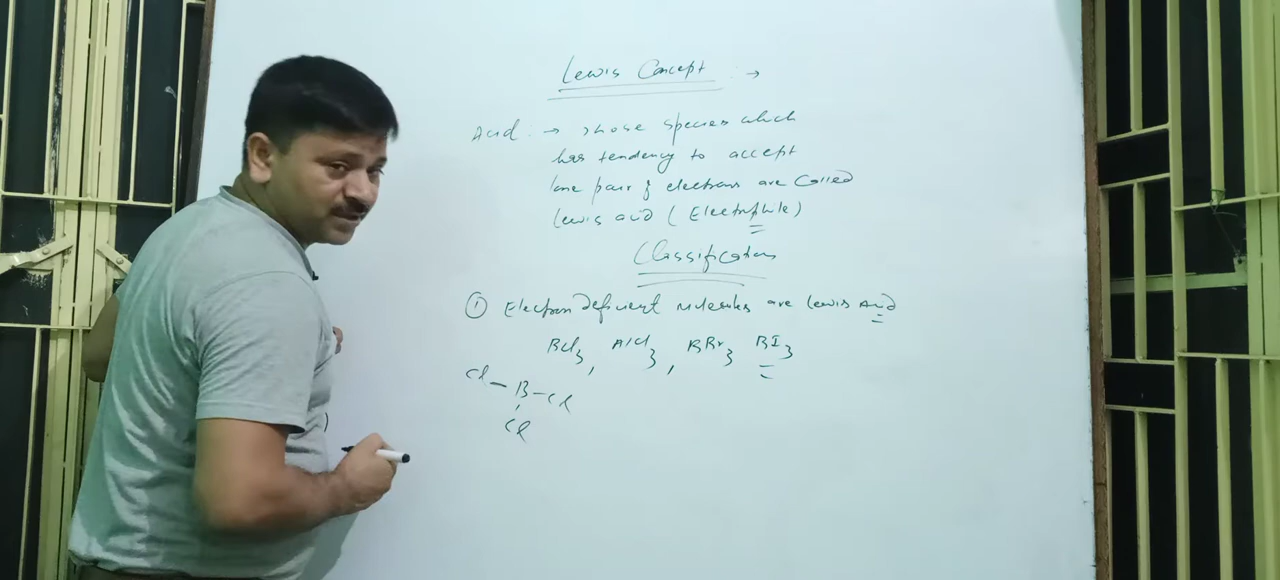 Lewis Concept :→
Acid :→ those species which
has tendency to accept
lone pair of electrons are called
Lewis acid (Electrophile)
Classification
① Electron deficient molecules are Lewis Acid
BCl3, AlCl3, BBr3 BI3
Cl-B-Cl
Cl